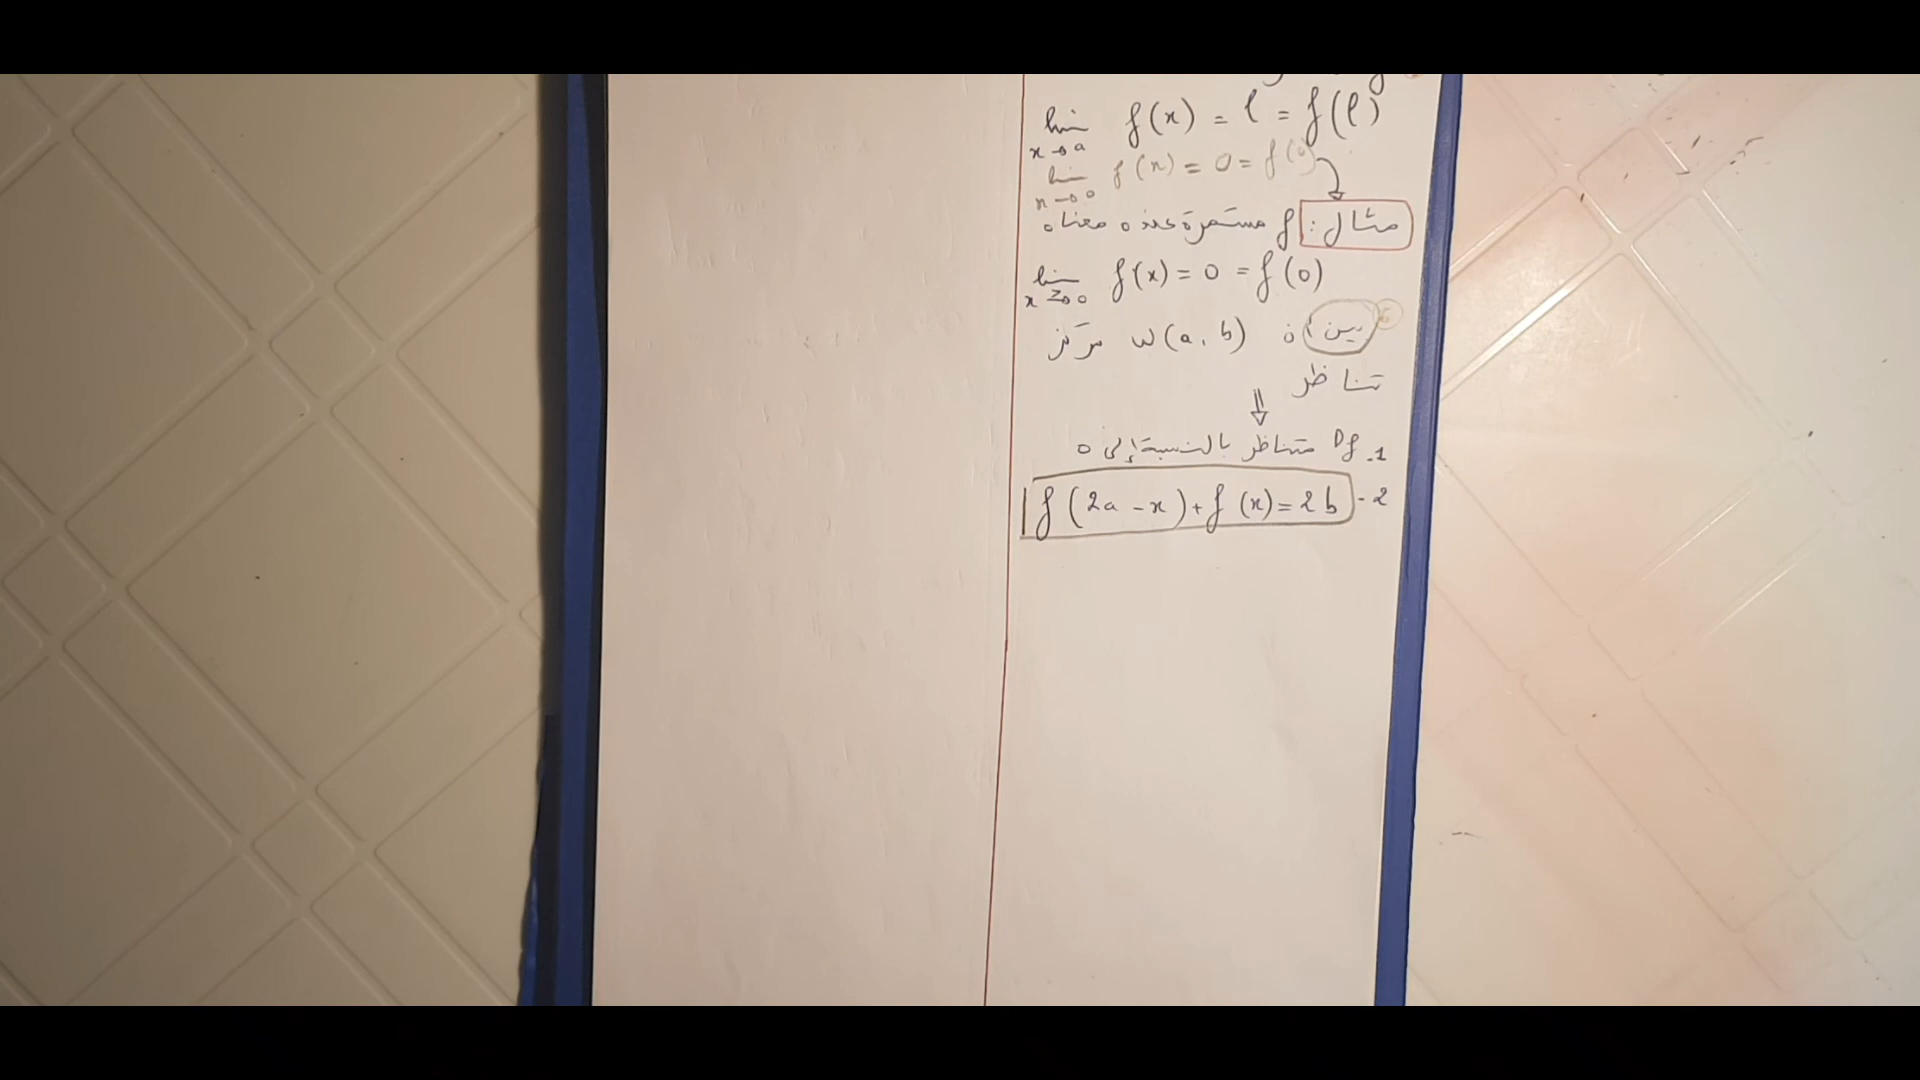 lim f(x) = l = f(l)
x→a
lim f(x) = 0 = f(0)
x→0
مثال: f مستمرة عند 0 معناه
lim f(x) = 0 = f(0)
x →0
بين أن w(a, b) مركز
تناظر
⇓
1. Df متناظر بالنسبة إلى 0
2 - f(2a - x) + f(x) = 2b